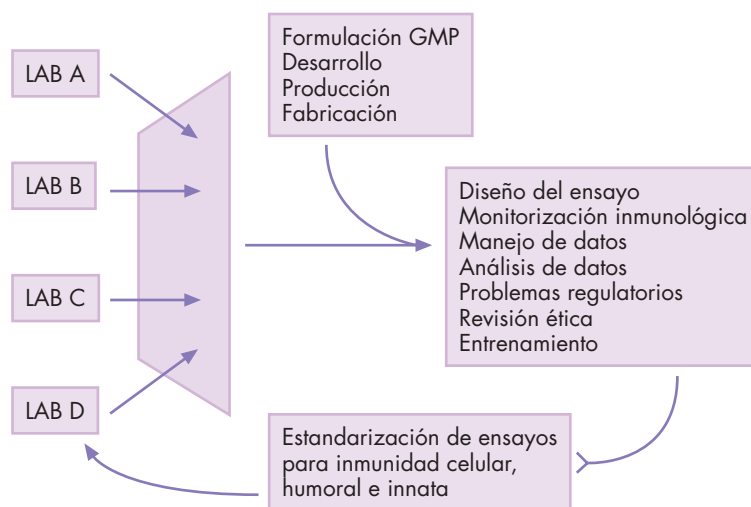 LAB A
LAB B
LAB C
LAB D
Formulación GMP
Desarrollo
Producción
Fabricación
Diseño del ensayo
Monitorización inmunológica
Manejo de datos
Análisis de datos
Problemas regulatorios
Revisión ética
Entrenamiento
Estandarización de ensayos
para inmunidad celular,
humoral e innata